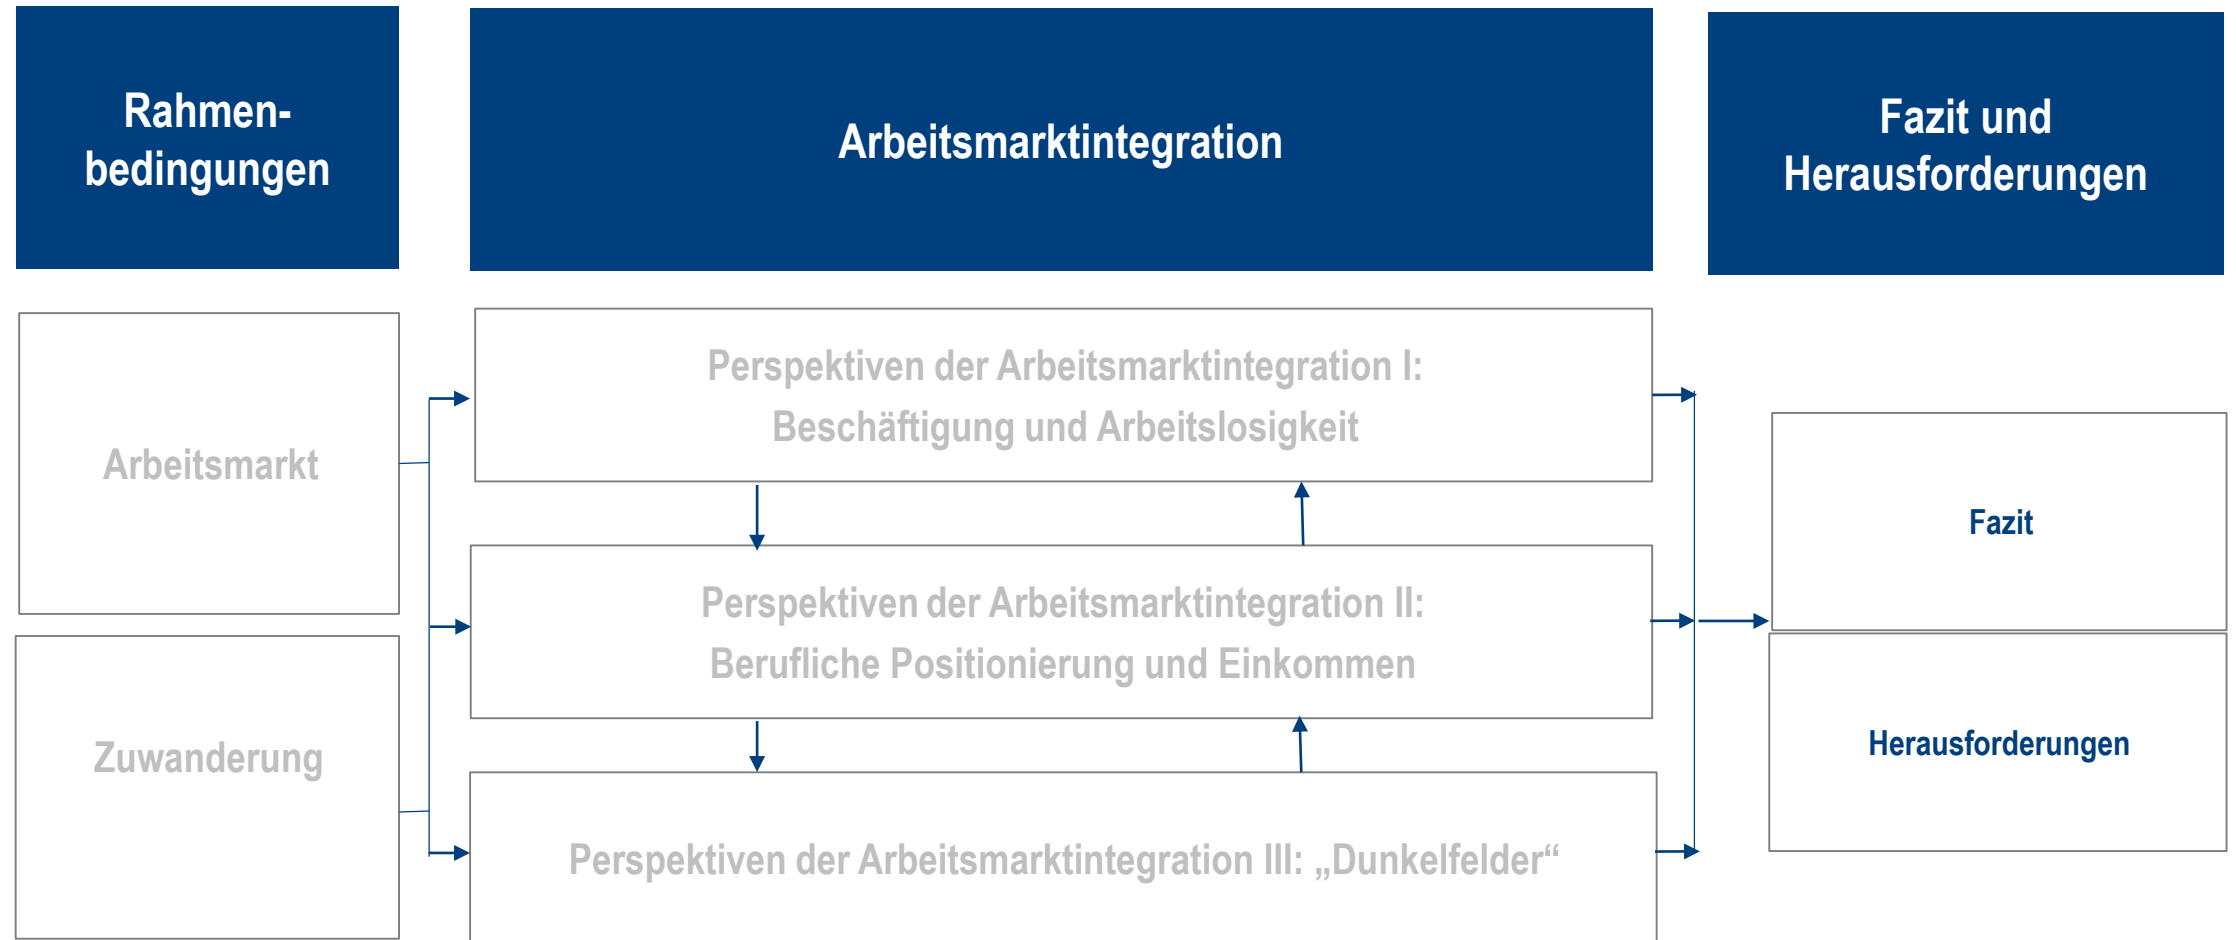 Rahmen-
bedingungen
Arbeitsmarktintegration
Fazit und
Herausforderungen
Arbeitsmarkt
Zuwanderung
Perspektiven der Arbeitsmarktintegration I:
Beschäftigung und Arbeitslosigkeit
Perspektiven der Arbeitsmarktintegration II:
Berufliche Positionierung und Einkommen
Perspektiven der Arbeitsmarktintegration III: „Dunkelfelder“
Fazit
Herausforderungen